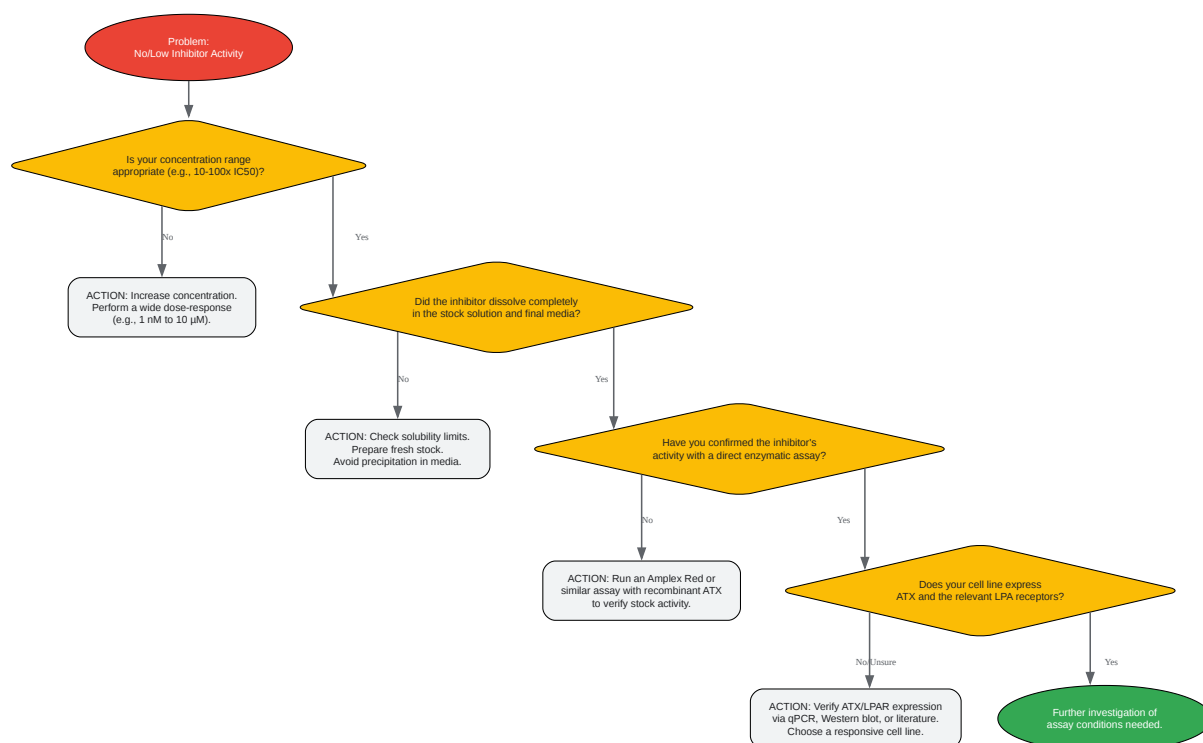 Problem:
No/Low Inhibitor Activity
Is your concentration range
appropriate (e.g., 10-100x IC50)?
No
Yes
ACTION: Increase concentration.
Perform a wide dose-response
(e.g., 1 nM to 10 µM).
Did the inhibitor dissolve completely
in the stock solution and final media?
No
Yes
ACTION: Check solubility limits.
Prepare fresh stock.
Avoid precipitation in media.
Have you confirmed the inhibitor's
activity with a direct enzymatic assay?
No
Yes
ACTION: Run an Amplex Red or
similar assay with recombinant ATX
to verify stock activity.
Does your cell line express
ATX and the relevant LPA receptors?
No/Unsure
Yes
ACTION: Verify ATX/LPAR expression
via qPCR, Western blot, or literature.
Choose a responsive cell line.
Further investigation of
assay conditions needed.